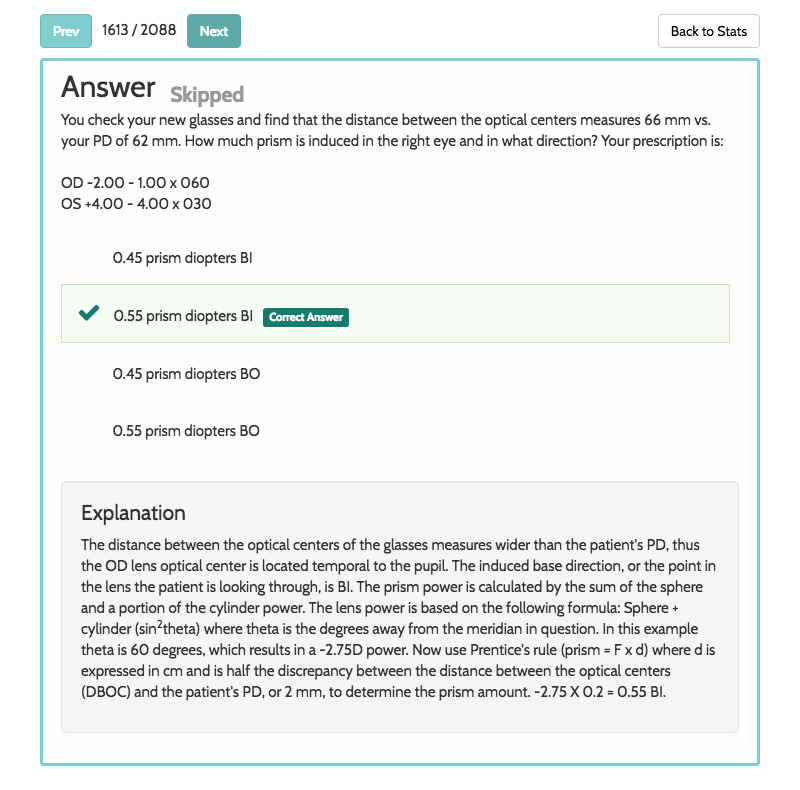 Prev 1613 / 2088 Next Back to Stats
Answer Skipped
You check your new glasses and find that the distance between the optical centers measures 66 mm vs.
your PD of 62 mm. How much prism is induced in the right eye and in what direction? Your prescription is:
OD -2.00 - 1.00 x 060
OS +4.00 - 4.00 x 030
0.45 prism diopters BI
0.55 prism diopters BI Correct Answer
0.45 prism diopters BO
0.55 prism diopters BO
Explanation
The distance between the optical centers of the glasses measures wider than the patient's PD, thus
the OD lens optical center is located temporal to the pupil. The induced base direction, or the point in
the lens the patient is looking through, is BI. The prism power is calculated by the sum of the sphere
and a portion of the cylinder power. The lens power is based on the following formula: Sphere +
cylinder (sin²theta) where theta is the degrees away from the meridian in question. In this example
theta is 60 degrees, which results in a -2.75D power. Now use Prentice's rule (prism = F x d) where d is
expressed in cm and is half the discrepancy between the distance between the optical centers
(DBOC) and the patient's PD, or 2 mm, to determine the prism amount. -2.75 X 0.2 = 0.55 BI.